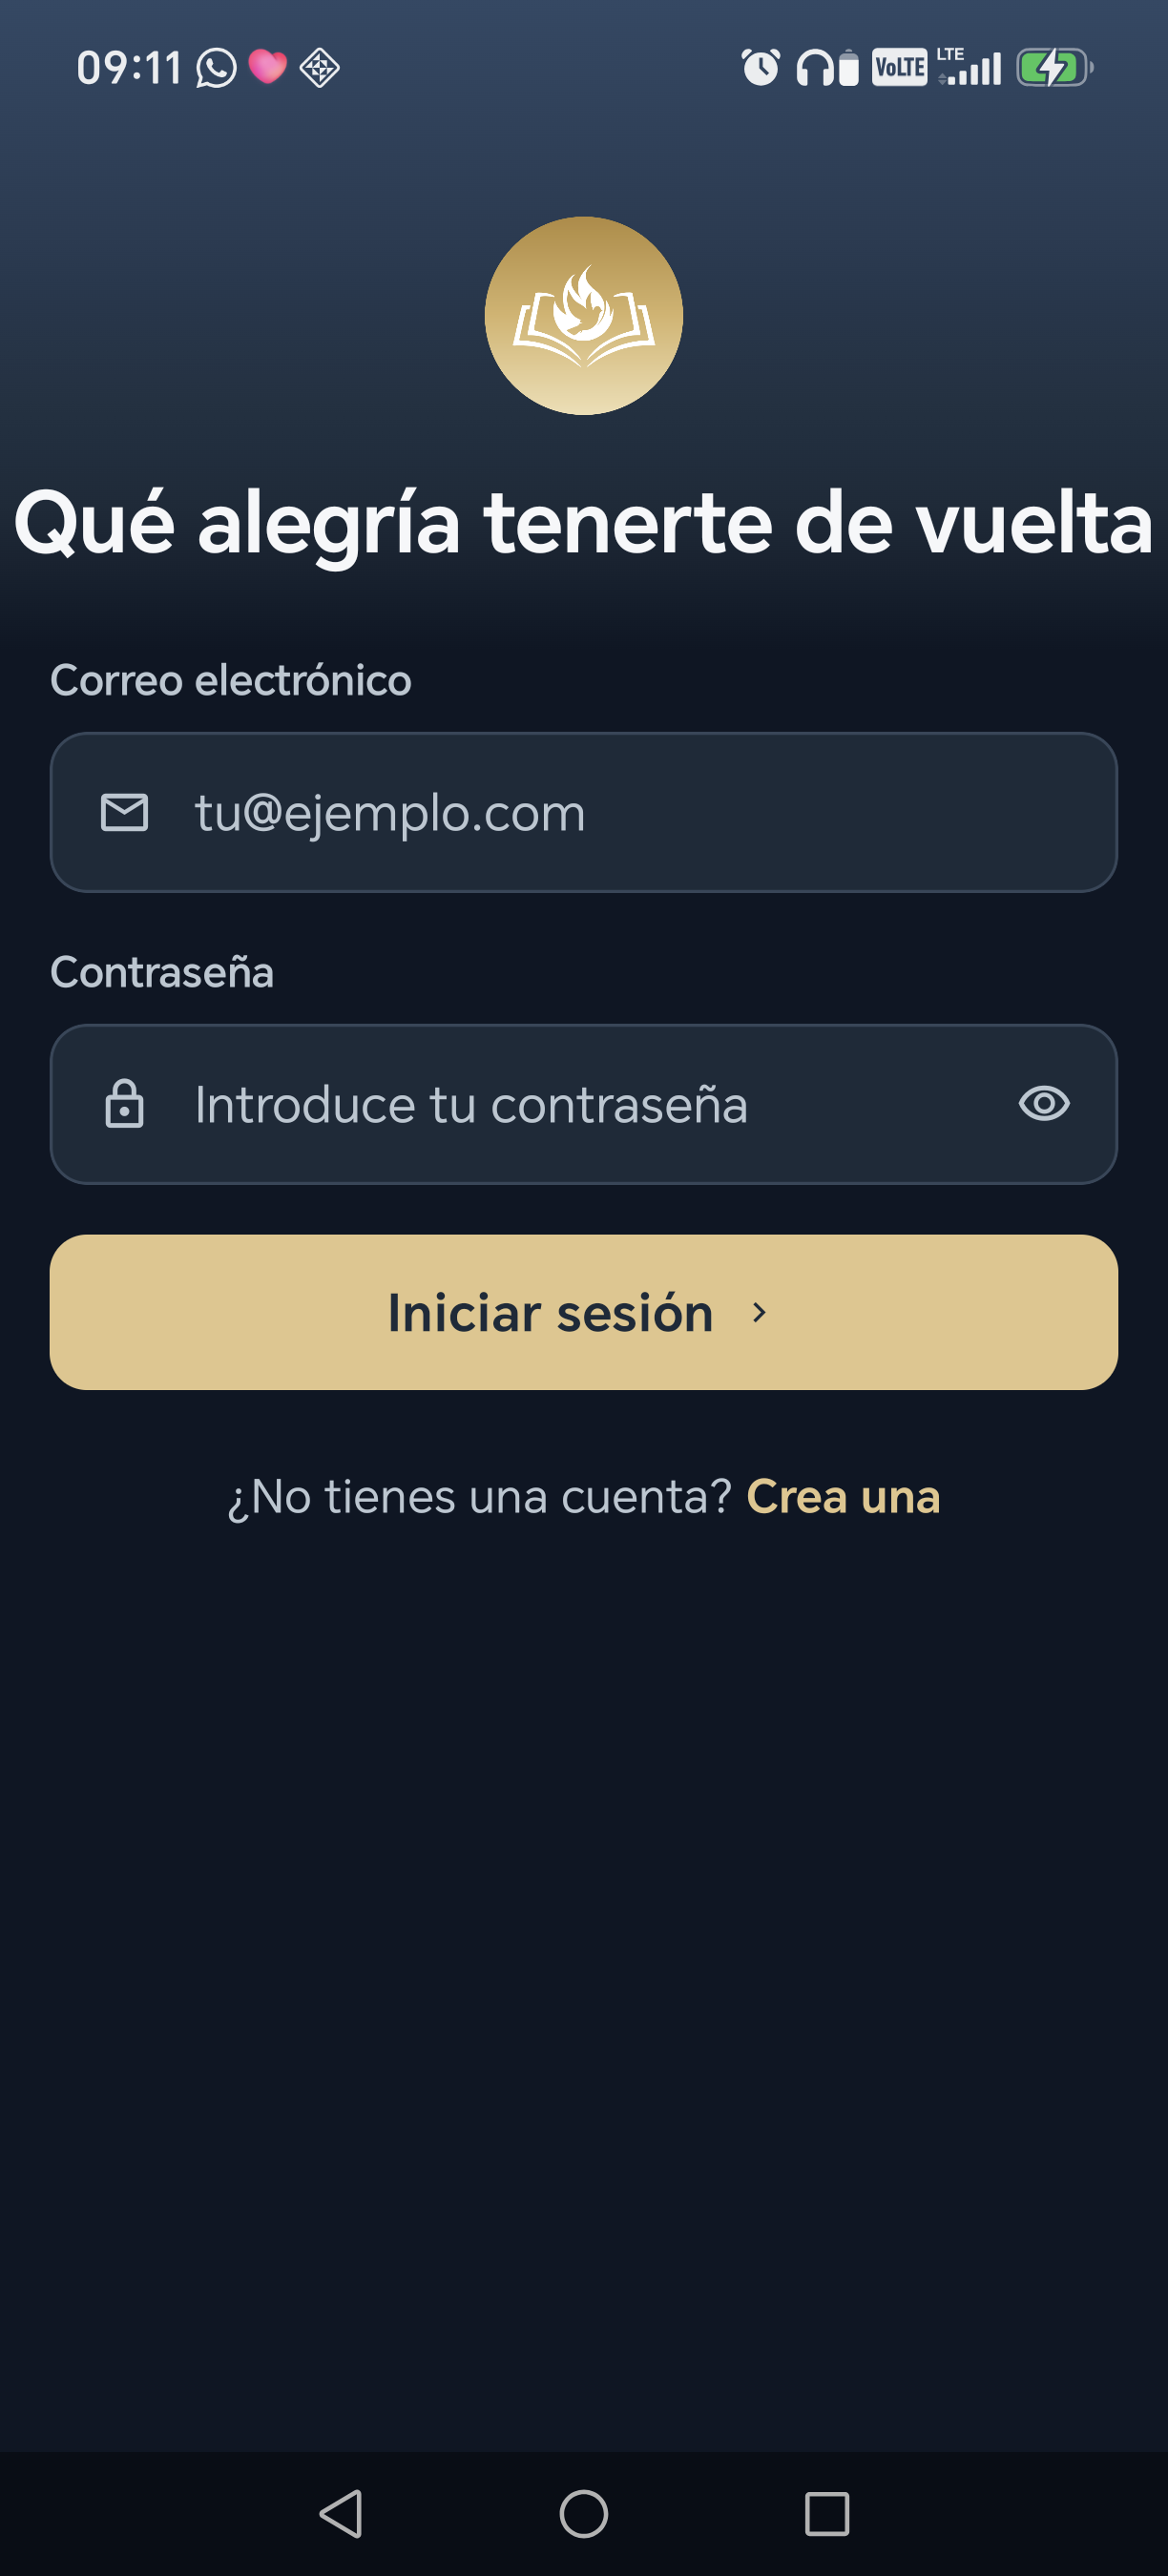 09:11
VoLTE LTE
Qué alegría tenerte de vuelta
Correo electrónico
tu@ejemplo.com
Contraseña
Introduce tu contraseña
Iniciar sesión
¿No tienes una cuenta? Crea una